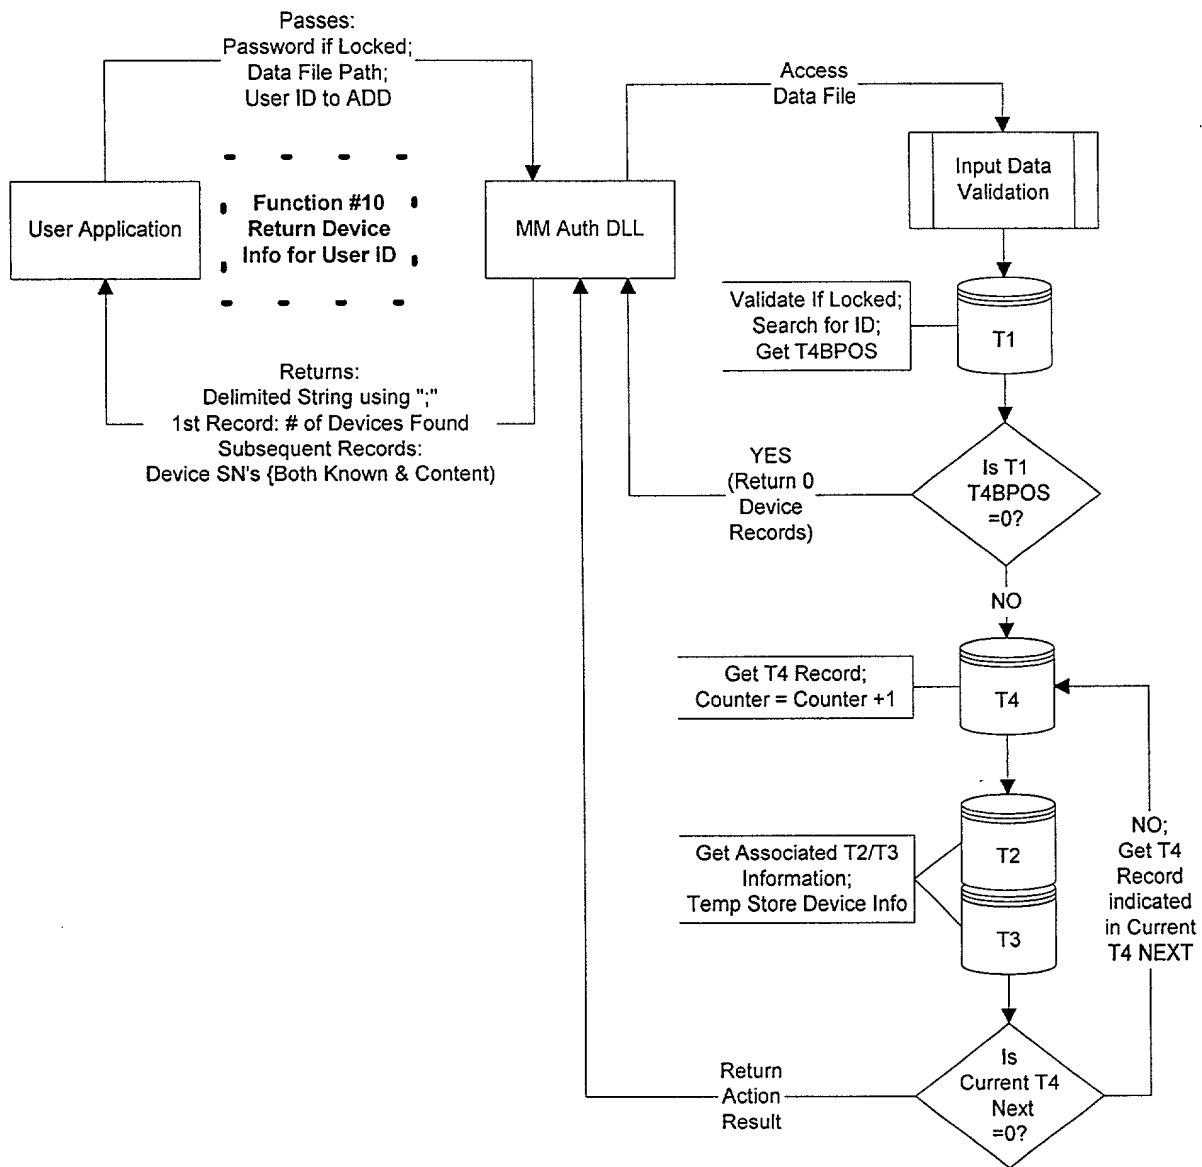 Passes:
Password if Locked;
Data File Path;
User ID to ADD
Access
Data File
Input Data
Validation
User Application
Function #10
Return Device
Info for User ID
MM Auth DLL
Validate If Locked;
Search for ID;
Get T4BPOS
T1
Returns:
Delimited String using ";"
1st Record: # of Devices Found
Subsequent Records:
Device SN's {Both Known & Content)
YES
(Return 0
Device
Records)
Is T1
T4BPOS
=0?
NO
Get T4 Record;
Counter = Counter +1
T4
Get Associated T2/T3
Information;
Temp Store Device Info
T2
T3
NO;
Get T4
Record
indicated
in Current
T4 NEXT
Return
Action
Result
Is
Current T4
Next
=0?